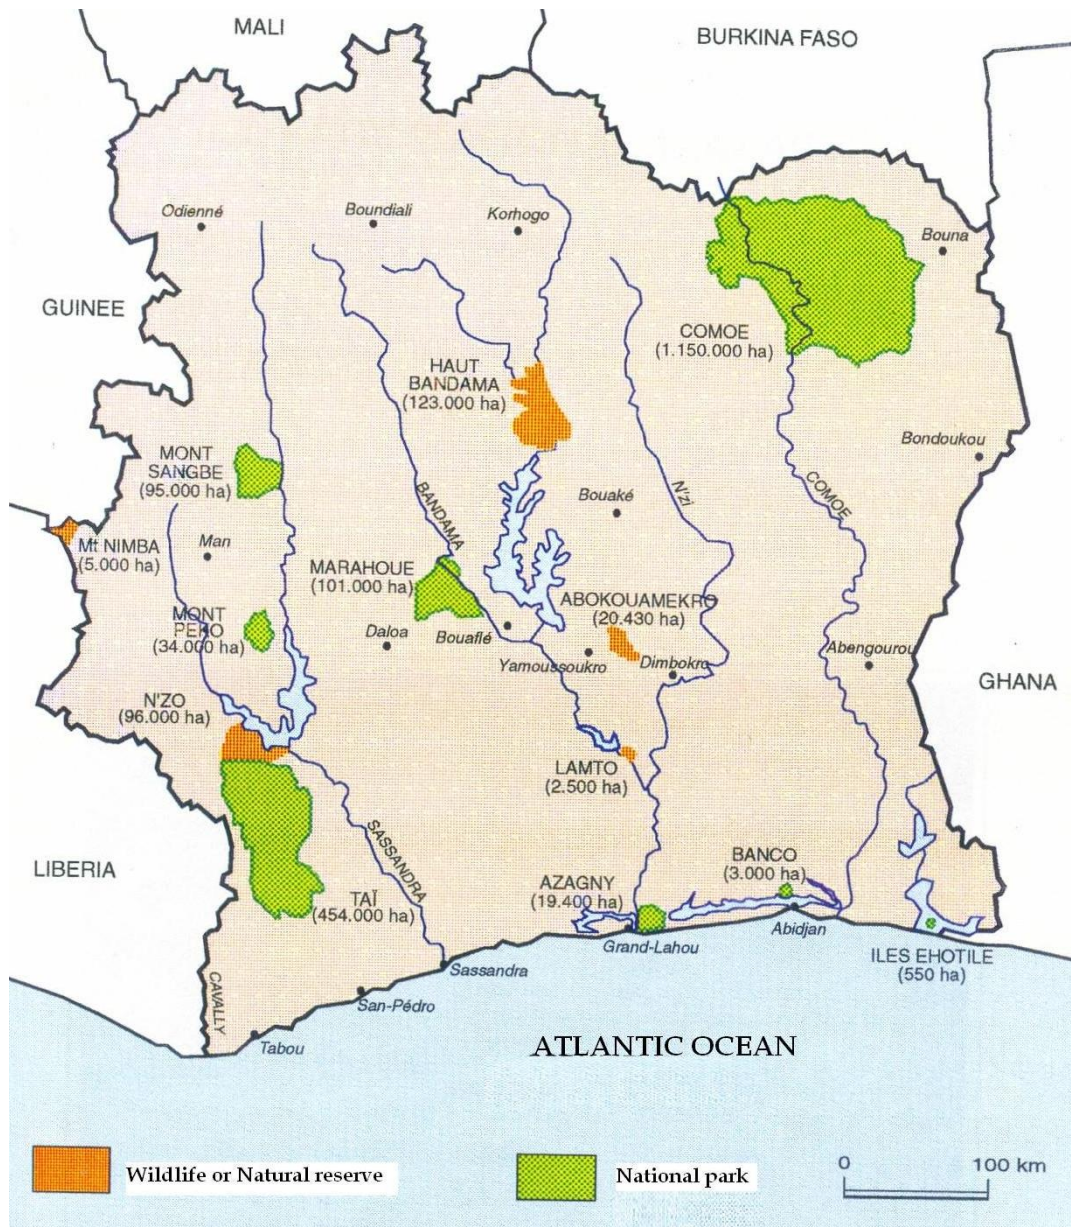 MALI
BURKINA FASO
Odienné
Boundiali
Korhogo
Bouna
GUINEE
COMOE
(1.150.000 ha)
HAUT
BANDAMA
(123.000 ha)
Bondoukou
MONT
SANGBE
(95.000 ha)
BANDAMA
Bouaké
N'zi
COMOE
Mt NIMBA
(5.000 ha)
Man
MARAHOUE
(101.000 ha)
ABOKOUAMEKRO
(20.430 ha)
MONT
PEKO
(34.000 ha)
Daloa
Bouaflé
Yamoussoukro
Dimbokro
Abengourou
GHANA
N'ZO
(96.000 ha)
LAMTO
(2.500 ha)
SASSANDRA
LIBERIA
TAÏ
(454.000 ha)
AZAGNY
(19.400 ha)
BANCO
(3.000 ha)
Grand-Lahou
Abidjan
ILES EHOTILE
(550 ha)
Sassandra
CAVALLY
San-Pédro
Tabou
ATLANTIC OCEAN
Wildlife or Natural reserve
National park
0 100 km